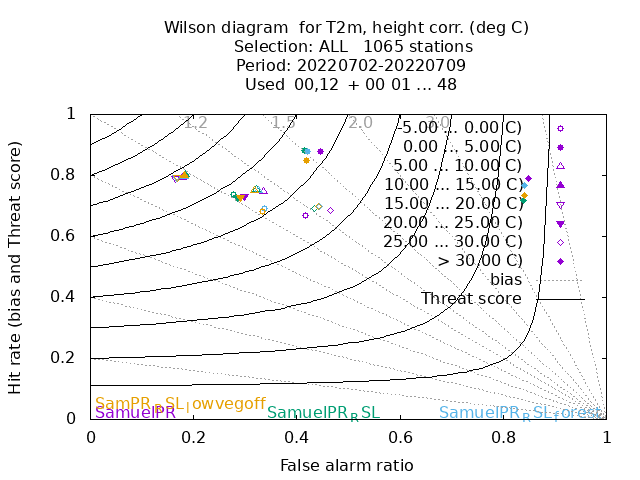 Wilson diagram  for T2m, height corr. (deg C)
Selection: ALL   1065 stations
Period: 20220702-20220709
Used  00,12  + 00 01 ... 48
Hit rate (bias and Threat score)
1
0.8
0.6
0.4
0.2
0
1.2 1.5 2.0 3.0
-5.00 ... 0.00 C)
0.00 ... 5.00 C)
5.00 ... 10.00 C)
10.00 ... 15.00 C)
15.00 ... 20.00 C)
20.00 ... 25.00 C)
25.00 ... 30.00 C)
> 30.00 C)
bias
Threat score
SamPR_RSL_lowvegoff
SamuelPR SamuelPR_RSL SamuelPR_RSL_forest
0 0.2 0.4 0.6 0.8 1
False alarm ratio